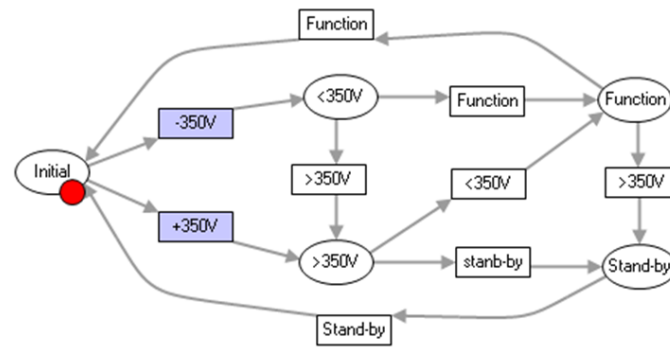 Function
<350V
-350V
Function
Function
Initial
>350V
<350V
>350V
+350V
>350V
stanb-by
Stand-by
Stand-by